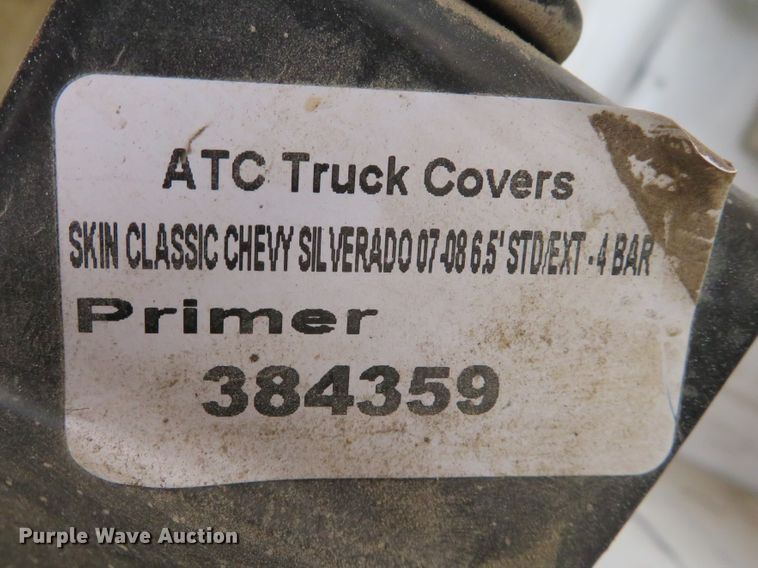 ATC Truck Covers
SKIN CLASSIC CHEVY SILVERADO 07-08 6.5' STD/EXT - 4 BAR
Primer
384359
Purple Wave Auction